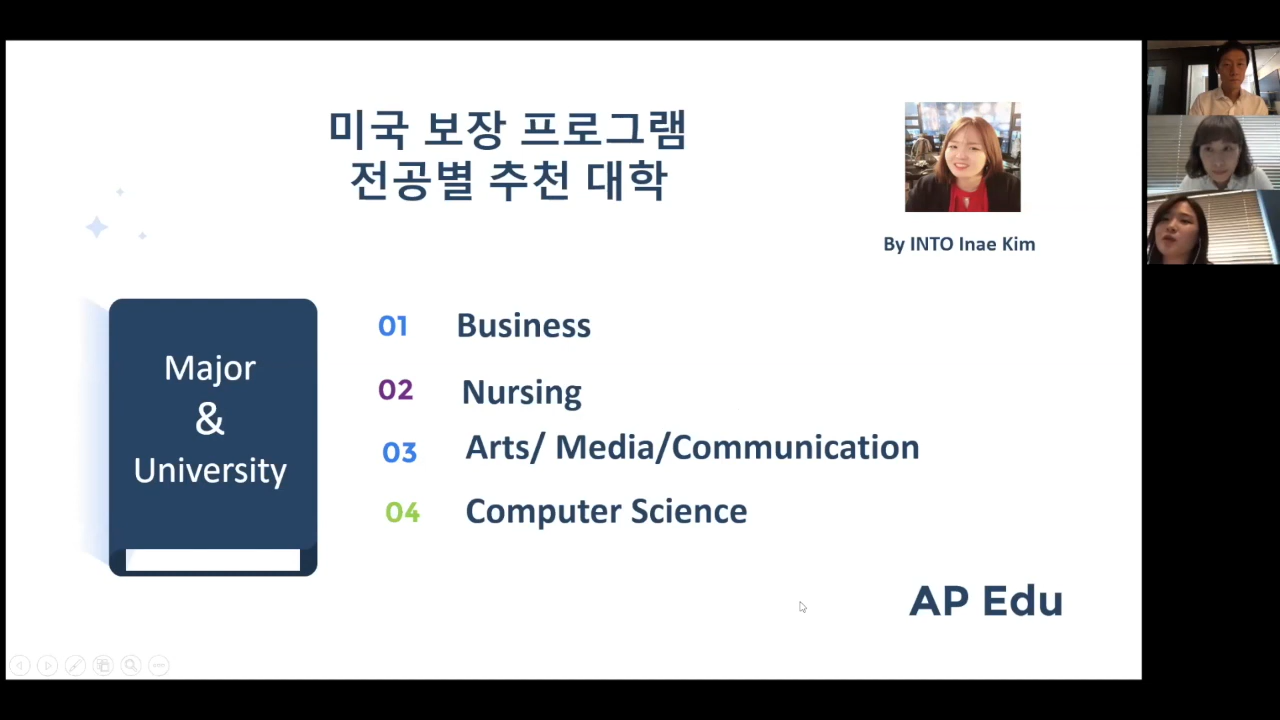 미국 보장 프로그램
전공별 추천 대학
By INTO Inae Kim
Major
&
University
01 Business
02 Nursing
03 Arts/ Media/Communication
04 Computer Science
AP Edu